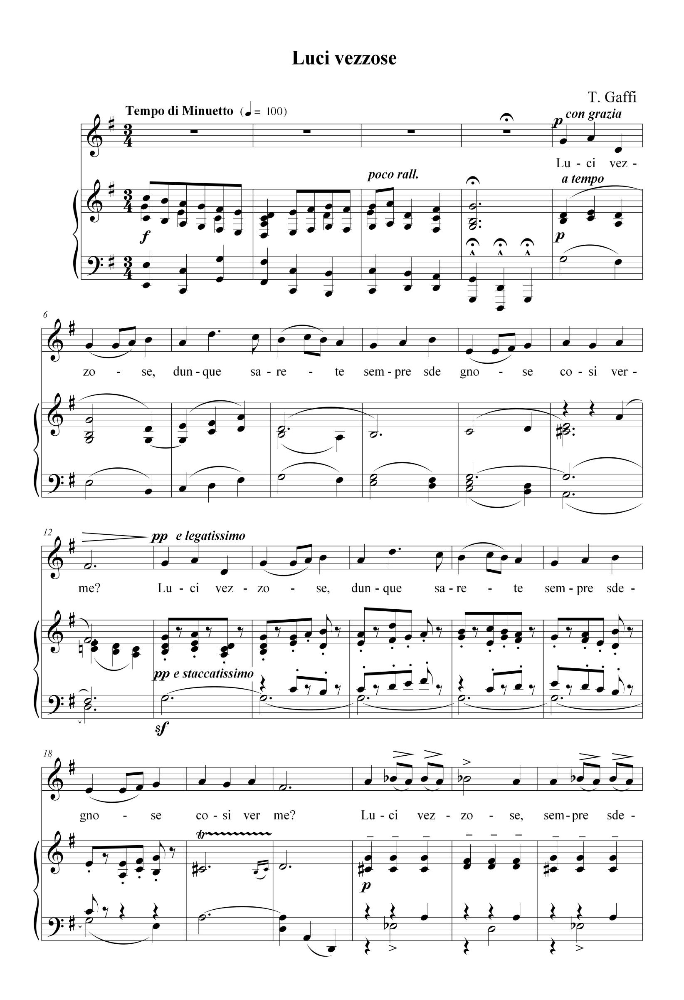 Luci vezzose
T. Gaffi
Tempo di Minuetto (♩= 100)
p con grazia
Lu - ci vez -
poco rall.
a tempo
f
p
6
zo - se, dun - que sa - re - te sem - pre sde gno - se co - si ver -
12
pp e legatissimo
me? Lu - ci vez - zo - se, dun - que sa - re - te sem - pre sde -
pp e staccatissimo
sf
18
gno - se co - si ver me? Lu - ci vez - zo - se, sem - pre sde -
tr
p